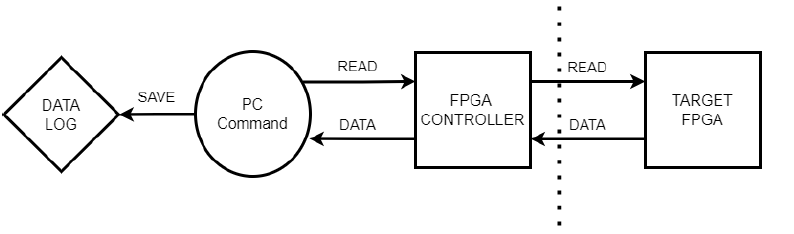 DATA
LOG
SAVE
PC
Command
READ
DATA
FPGA
CONTROLLER
READ
DATA
TARGET
FPGA